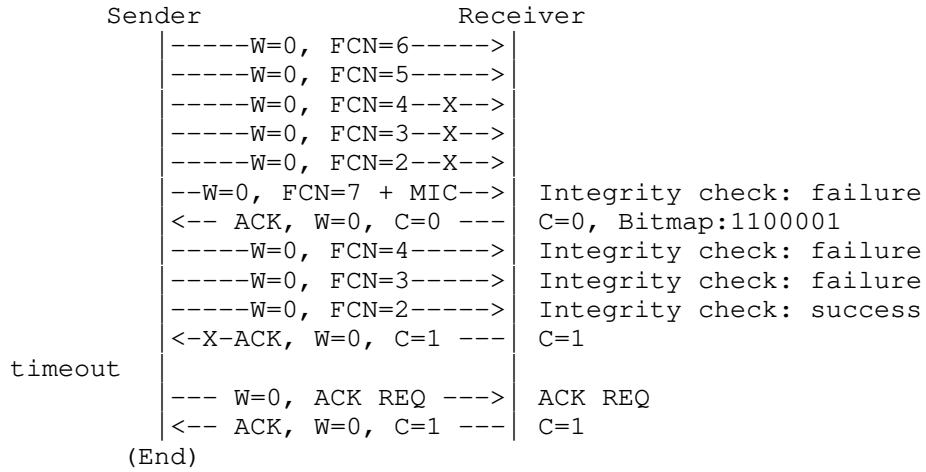 Sender               Receiver
|-----W=0, FCN=6----->|
|-----W=0, FCN=5----->|
|-----W=0, FCN=4--X-->|
|-----W=0, FCN=3--X-->|
|-----W=0, FCN=2--X-->|
|--W=0, FCN=7 + MIC-->| Integrity check: failure
|<-- ACK, W=0, C=0 ---| C=0, Bitmap:1100001
|-----W=0, FCN=4----->| Integrity check: failure
|-----W=0, FCN=3----->| Integrity check: failure
|-----W=0, FCN=2----->| Integrity check: success
|<-X-ACK, W=0, C=1 ---| C=1
timeout |                     |
|--- W=0, ACK REQ --->| ACK REQ
|<-- ACK, W=0, C=1 ---| C=1
(End)